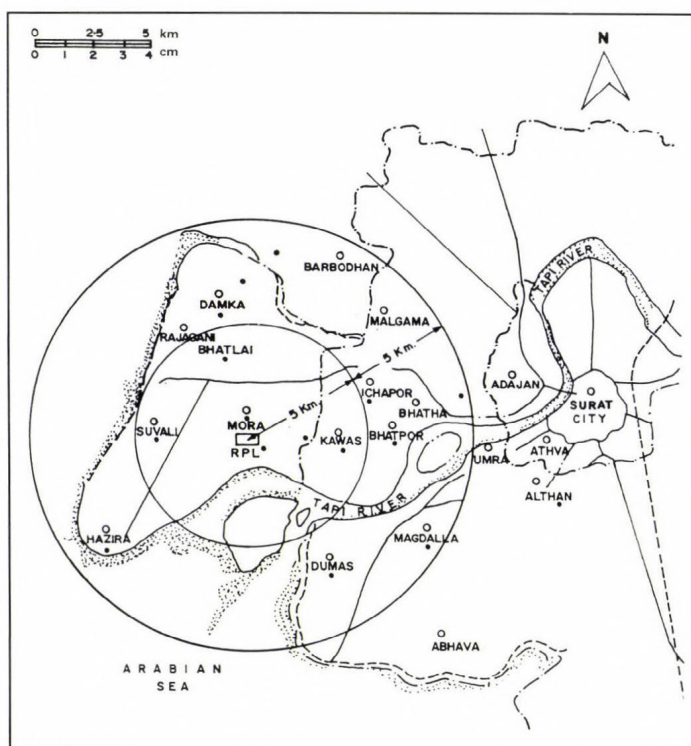 0 2·5 5 km
0 1 2 3 4 cm
N
TAPI RIVER
BARBODHAN
DAMKA
MALGAMA
RAJAGARI
BHATLAI
5 Km.
ADAJAN
ICHAPOR
BHATHA
SURAT
CITY
5 Km.
MORA
SUVALI
KAWAS
BHATPOR
RPL
UMRA
ATHVA
ALTHAN
TAPI RIVER
HAZIRA
MAGDALLA
DUMAS
ABHAVA
ARABIAN
SEA